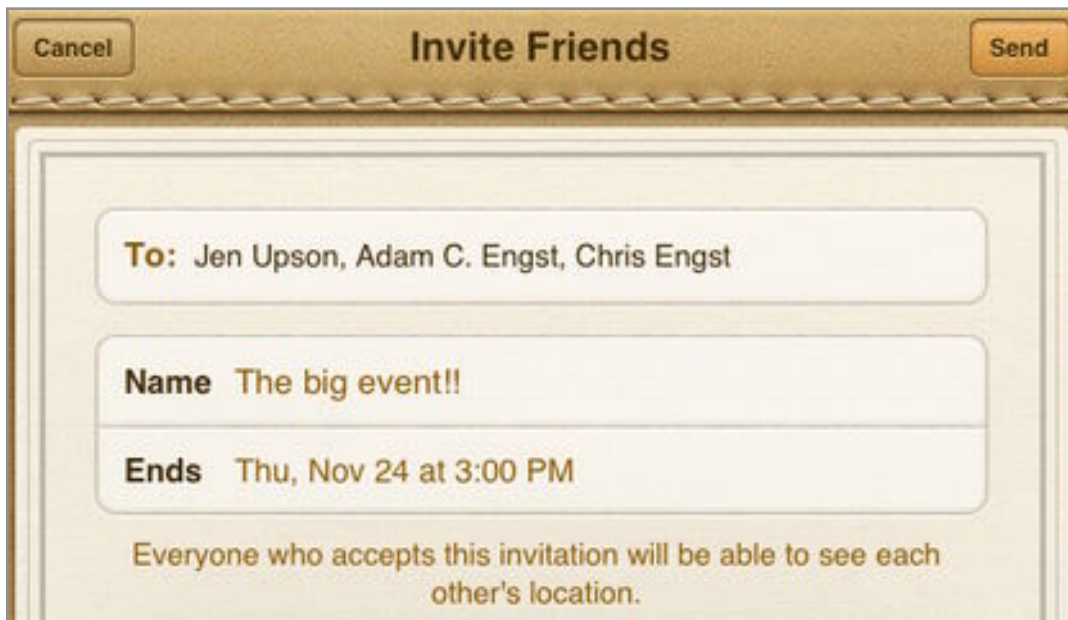 Cancel Invite Friends Send
To: Jen Upson, Adam C. Engst, Chris Engst
Name The big event!!
Ends Thu, Nov 24 at 3:00 PM
Everyone who accepts this invitation will be able to see each
other's location.